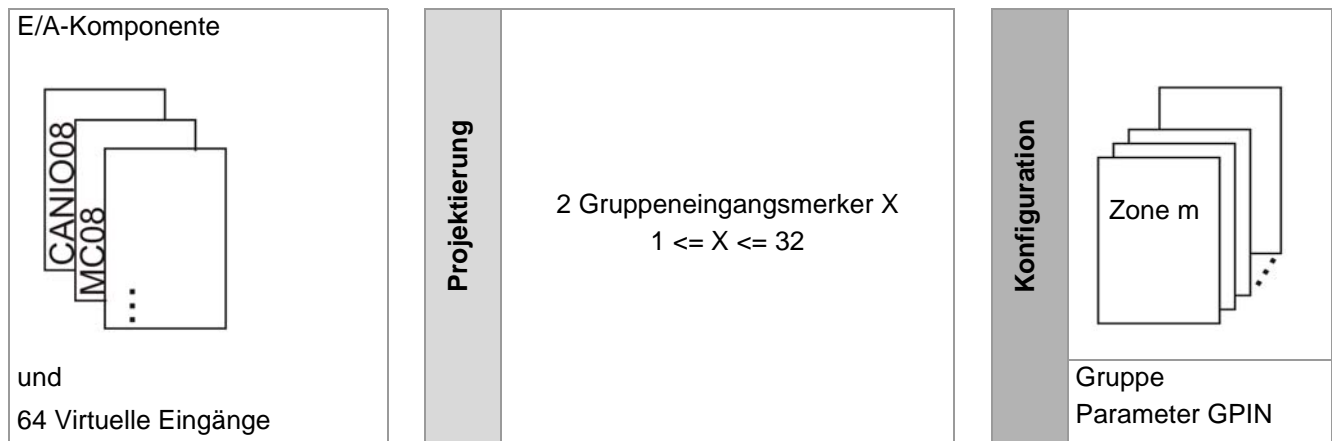 E/A-Komponente
CANIO08
MC08
...
und
64 Virtuelle Eingänge
Projektierung
2 Gruppeneingangsmerker X
1 <= X <= 32
Konfiguration
Zone m
....
Gruppe
Parameter GPIN